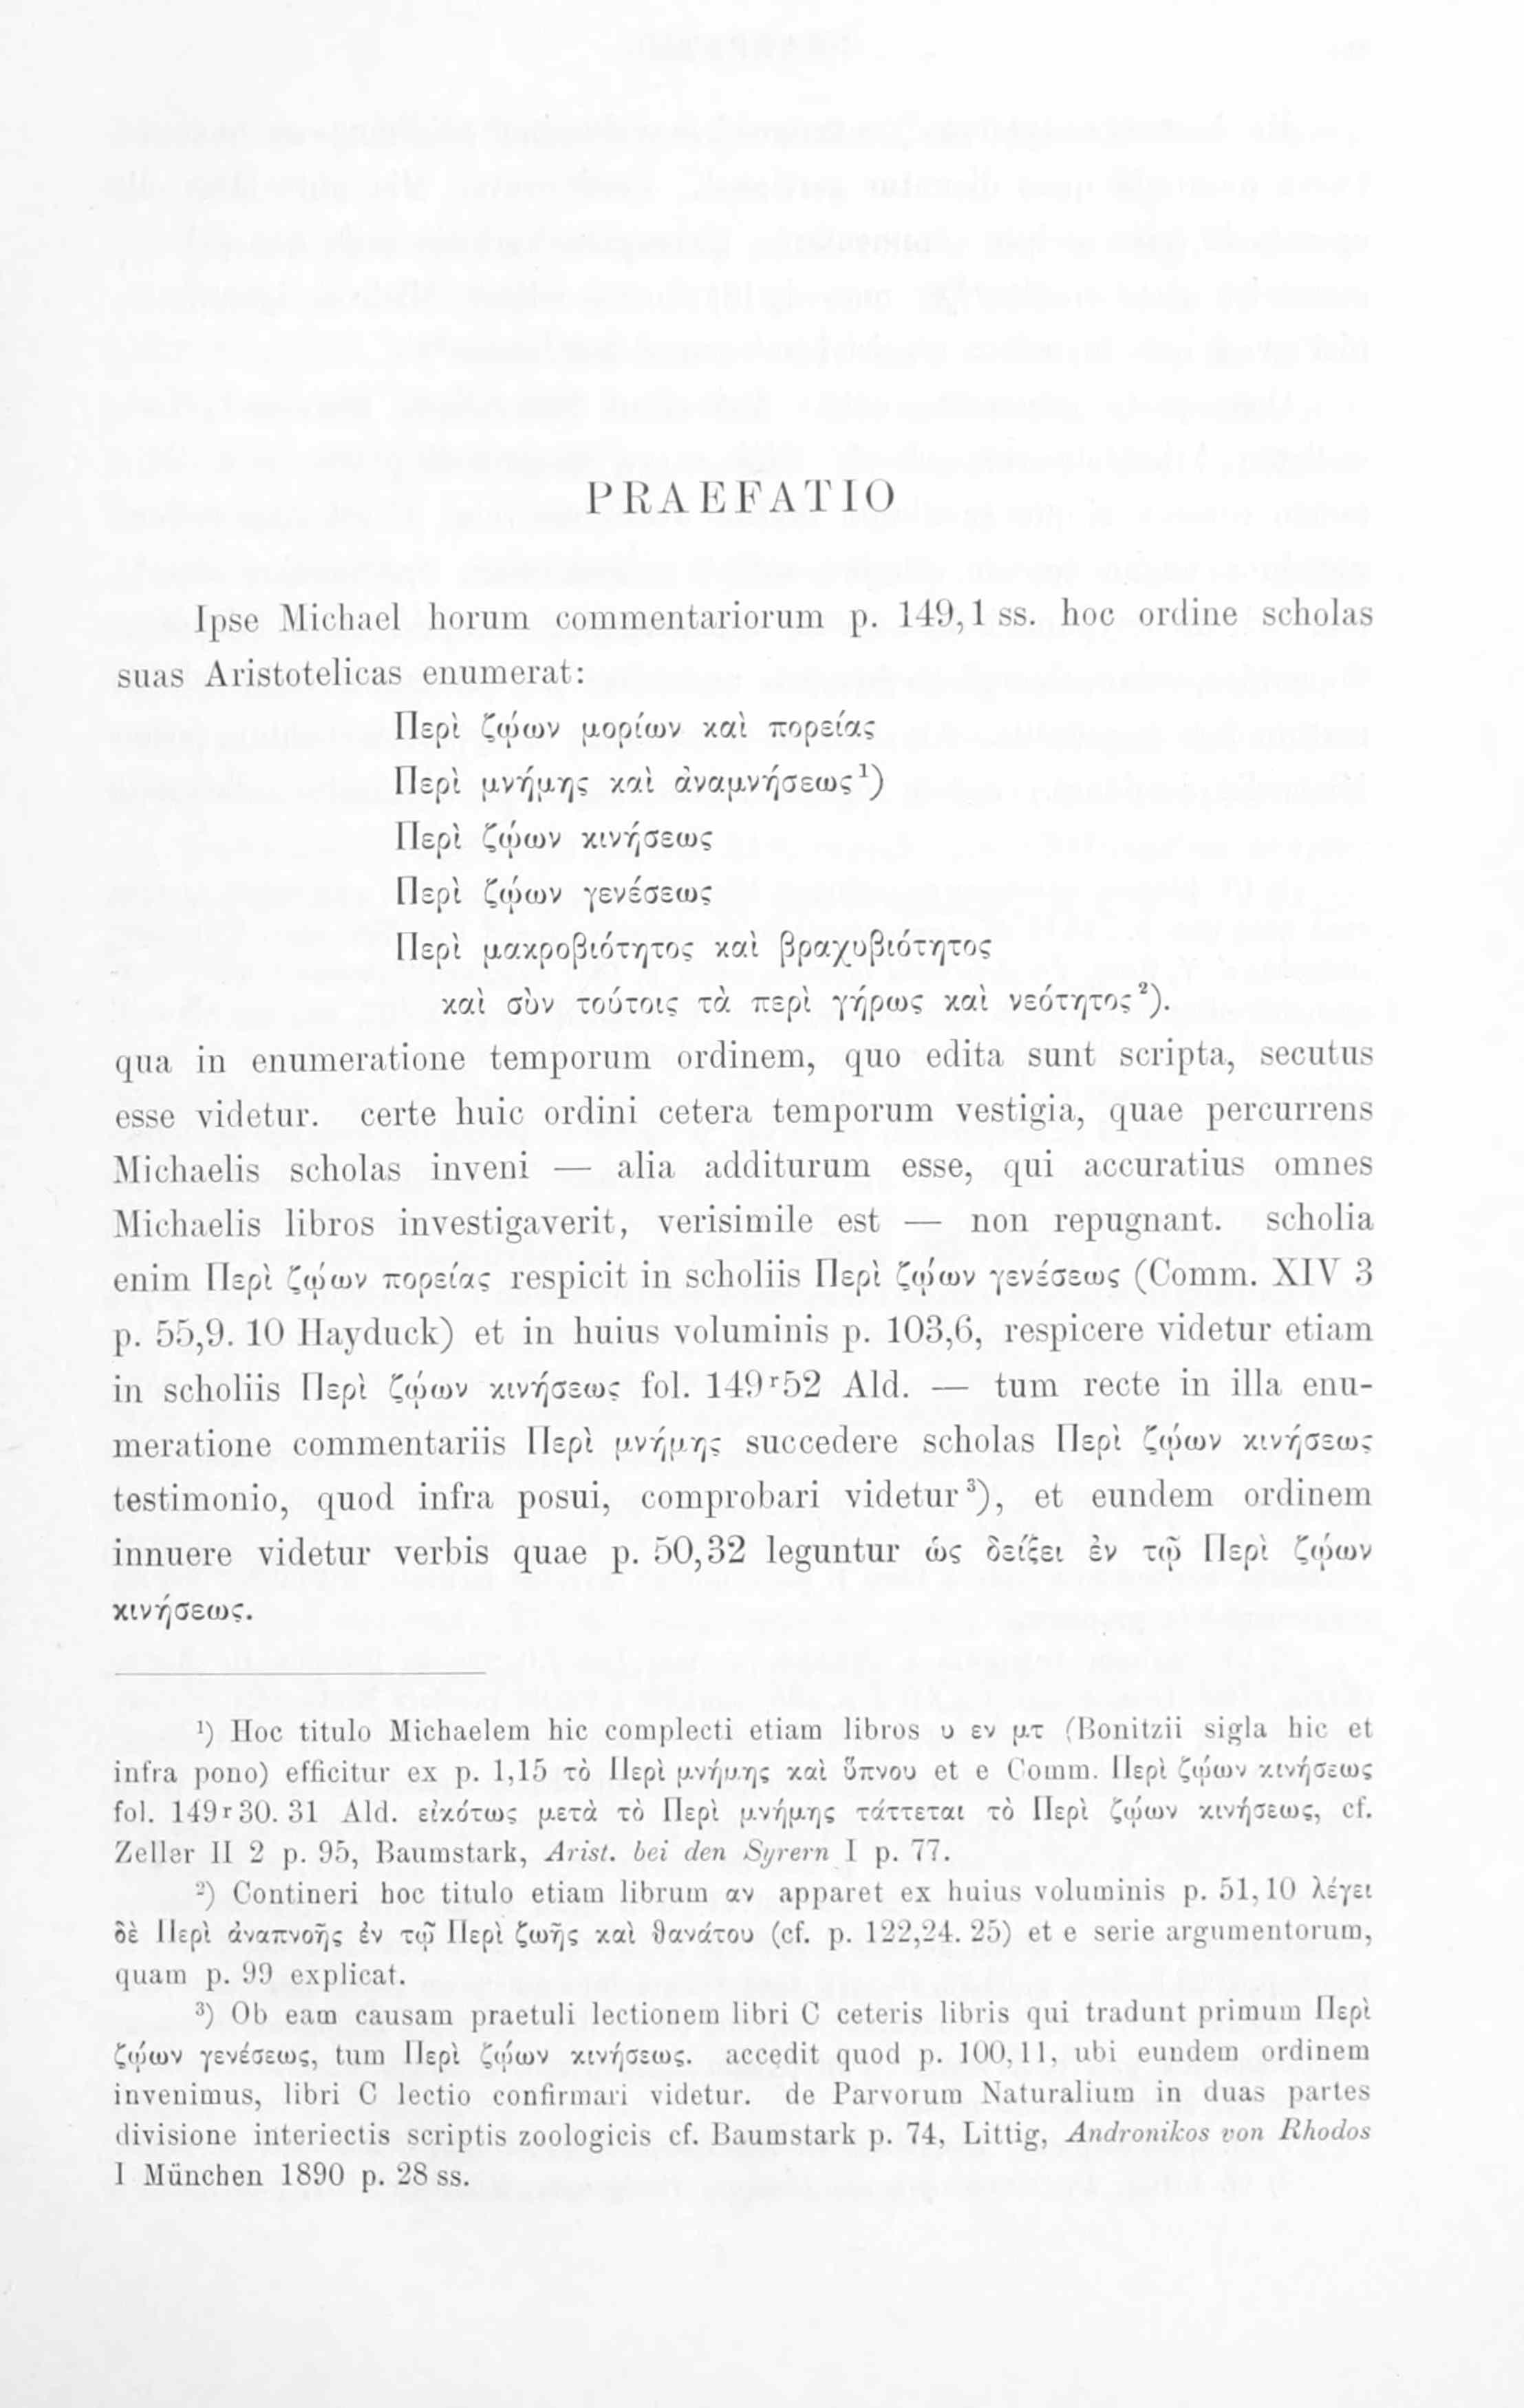 PRAEFATIO
Ipse Michael horum commentariorum p. 149,1 ss. hoc ordine scholas
suas Aristotelicas enumerat:
Περὶ ζῴων μορίων καὶ πορείας
Περὶ μνήμης καὶ ἀναμνήσεως¹)
Περὶ ζῴων κινήσεως
Περὶ ζῴων γενέσεως
Περὶ μακροβιότητος καὶ βραχυβιότητος
καὶ σὺν τούτοις τὰ περὶ γήρως καὶ νεότητος²).
qua in enumeratione temporum ordinem, quo edita sunt scripta, secutus
esse videtur. certe huic ordini cetera temporum vestigia, quae percurrens
Michaelis scholas inveni — alia additurum esse, qui accuratius omnes
Michaelis libros investigaverit, verisimile est — non repugnant. scholia
enim Περὶ ζῴων πορείας respicit in scholiis Περὶ ζῴων γενέσεως (Comm. XIV 3
p. 55,9. 10 Hayduck) et in huius voluminis p. 103,6, respicere videtur etiam
in scholiis Περὶ ζῴων κινήσεως fol. 149ʳ52 Ald. — tum recte in illa enu-
meratione commentariis Περὶ μνήμης succedere scholas Περὶ ζῴων κινήσεως
testimonio, quod infra posui, comprobari videtur³), et eundem ordinem
innuere videtur verbis quae p. 50,32 leguntur ὡς δείξει ἐν τῷ Περὶ ζῴων
κινήσεως.
¹) Hoc titulo Michaelem hic complecti etiam libros υ εν μτ (Bonitzii sigla hic et
infra pono) efficitur ex p. 1,15 τὸ Περὶ μνήμης καὶ ὕπνου et e Comm. Περὶ ζῴων κινήσεως
fol. 149ʳ30. 31 Ald. εἰκότως μετὰ τὸ Περὶ μνήμης τάττεται τὸ Περὶ ζῴων κινήσεως, cf.
Zeller II 2 p. 95, Baumstark, Arist. bei den Syrern I p. 77.
²) Contineri hoc titulo etiam librum αν apparet ex huius voluminis p. 51,10 λέγει
δὲ Περὶ ἀναπνοῆς ἐν τῷ Περὶ ζωῆς καὶ θανάτου (cf. p. 122,24. 25) et e serie argumentorum,
quam p. 99 explicat.
³) Ob eam causam praetuli lectionem libri C ceteris libris qui tradunt primum Περὶ
ζῴων γενέσεως, tum Περὶ ζῴων κινήσεως. accedit quod p. 100,11, ubi eundem ordinem
invenimus, libri C lectio confirmari videtur. de Parvorum Naturalium in duas partes
divisione interiectis scriptis zoologicis cf. Baumstark p. 74, Littig, Andronikos von Rhodos
I München 1890 p. 28 ss.